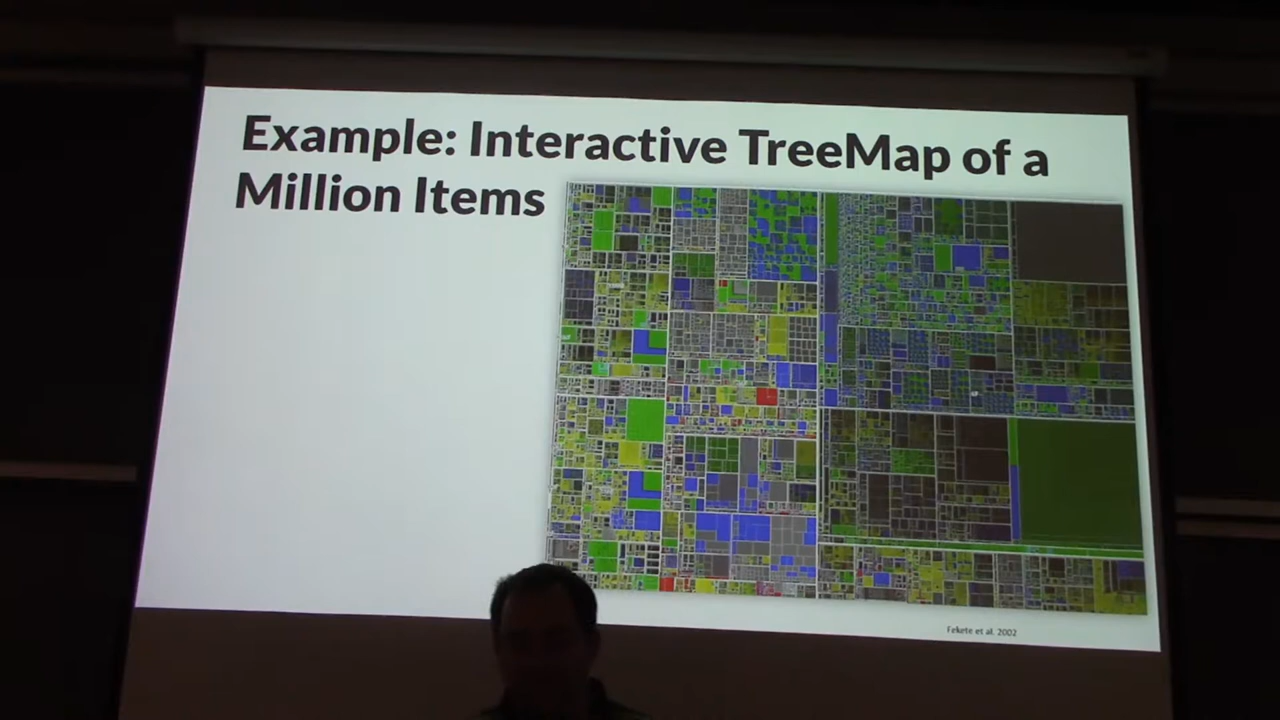 Example: Interactive TreeMap of a
Million Items
Fekete et al. 2002